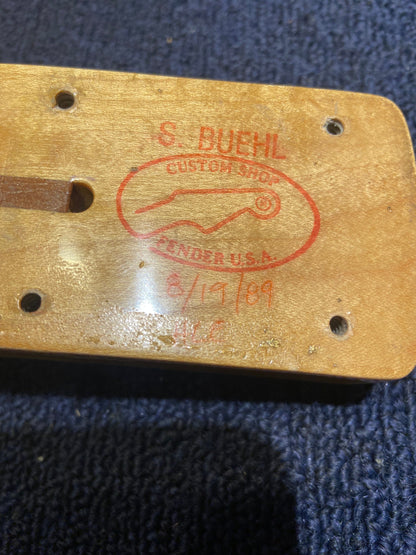 S. BUEHL
CUSTOM SHOP
FENDER U.S.A.
8/19/89